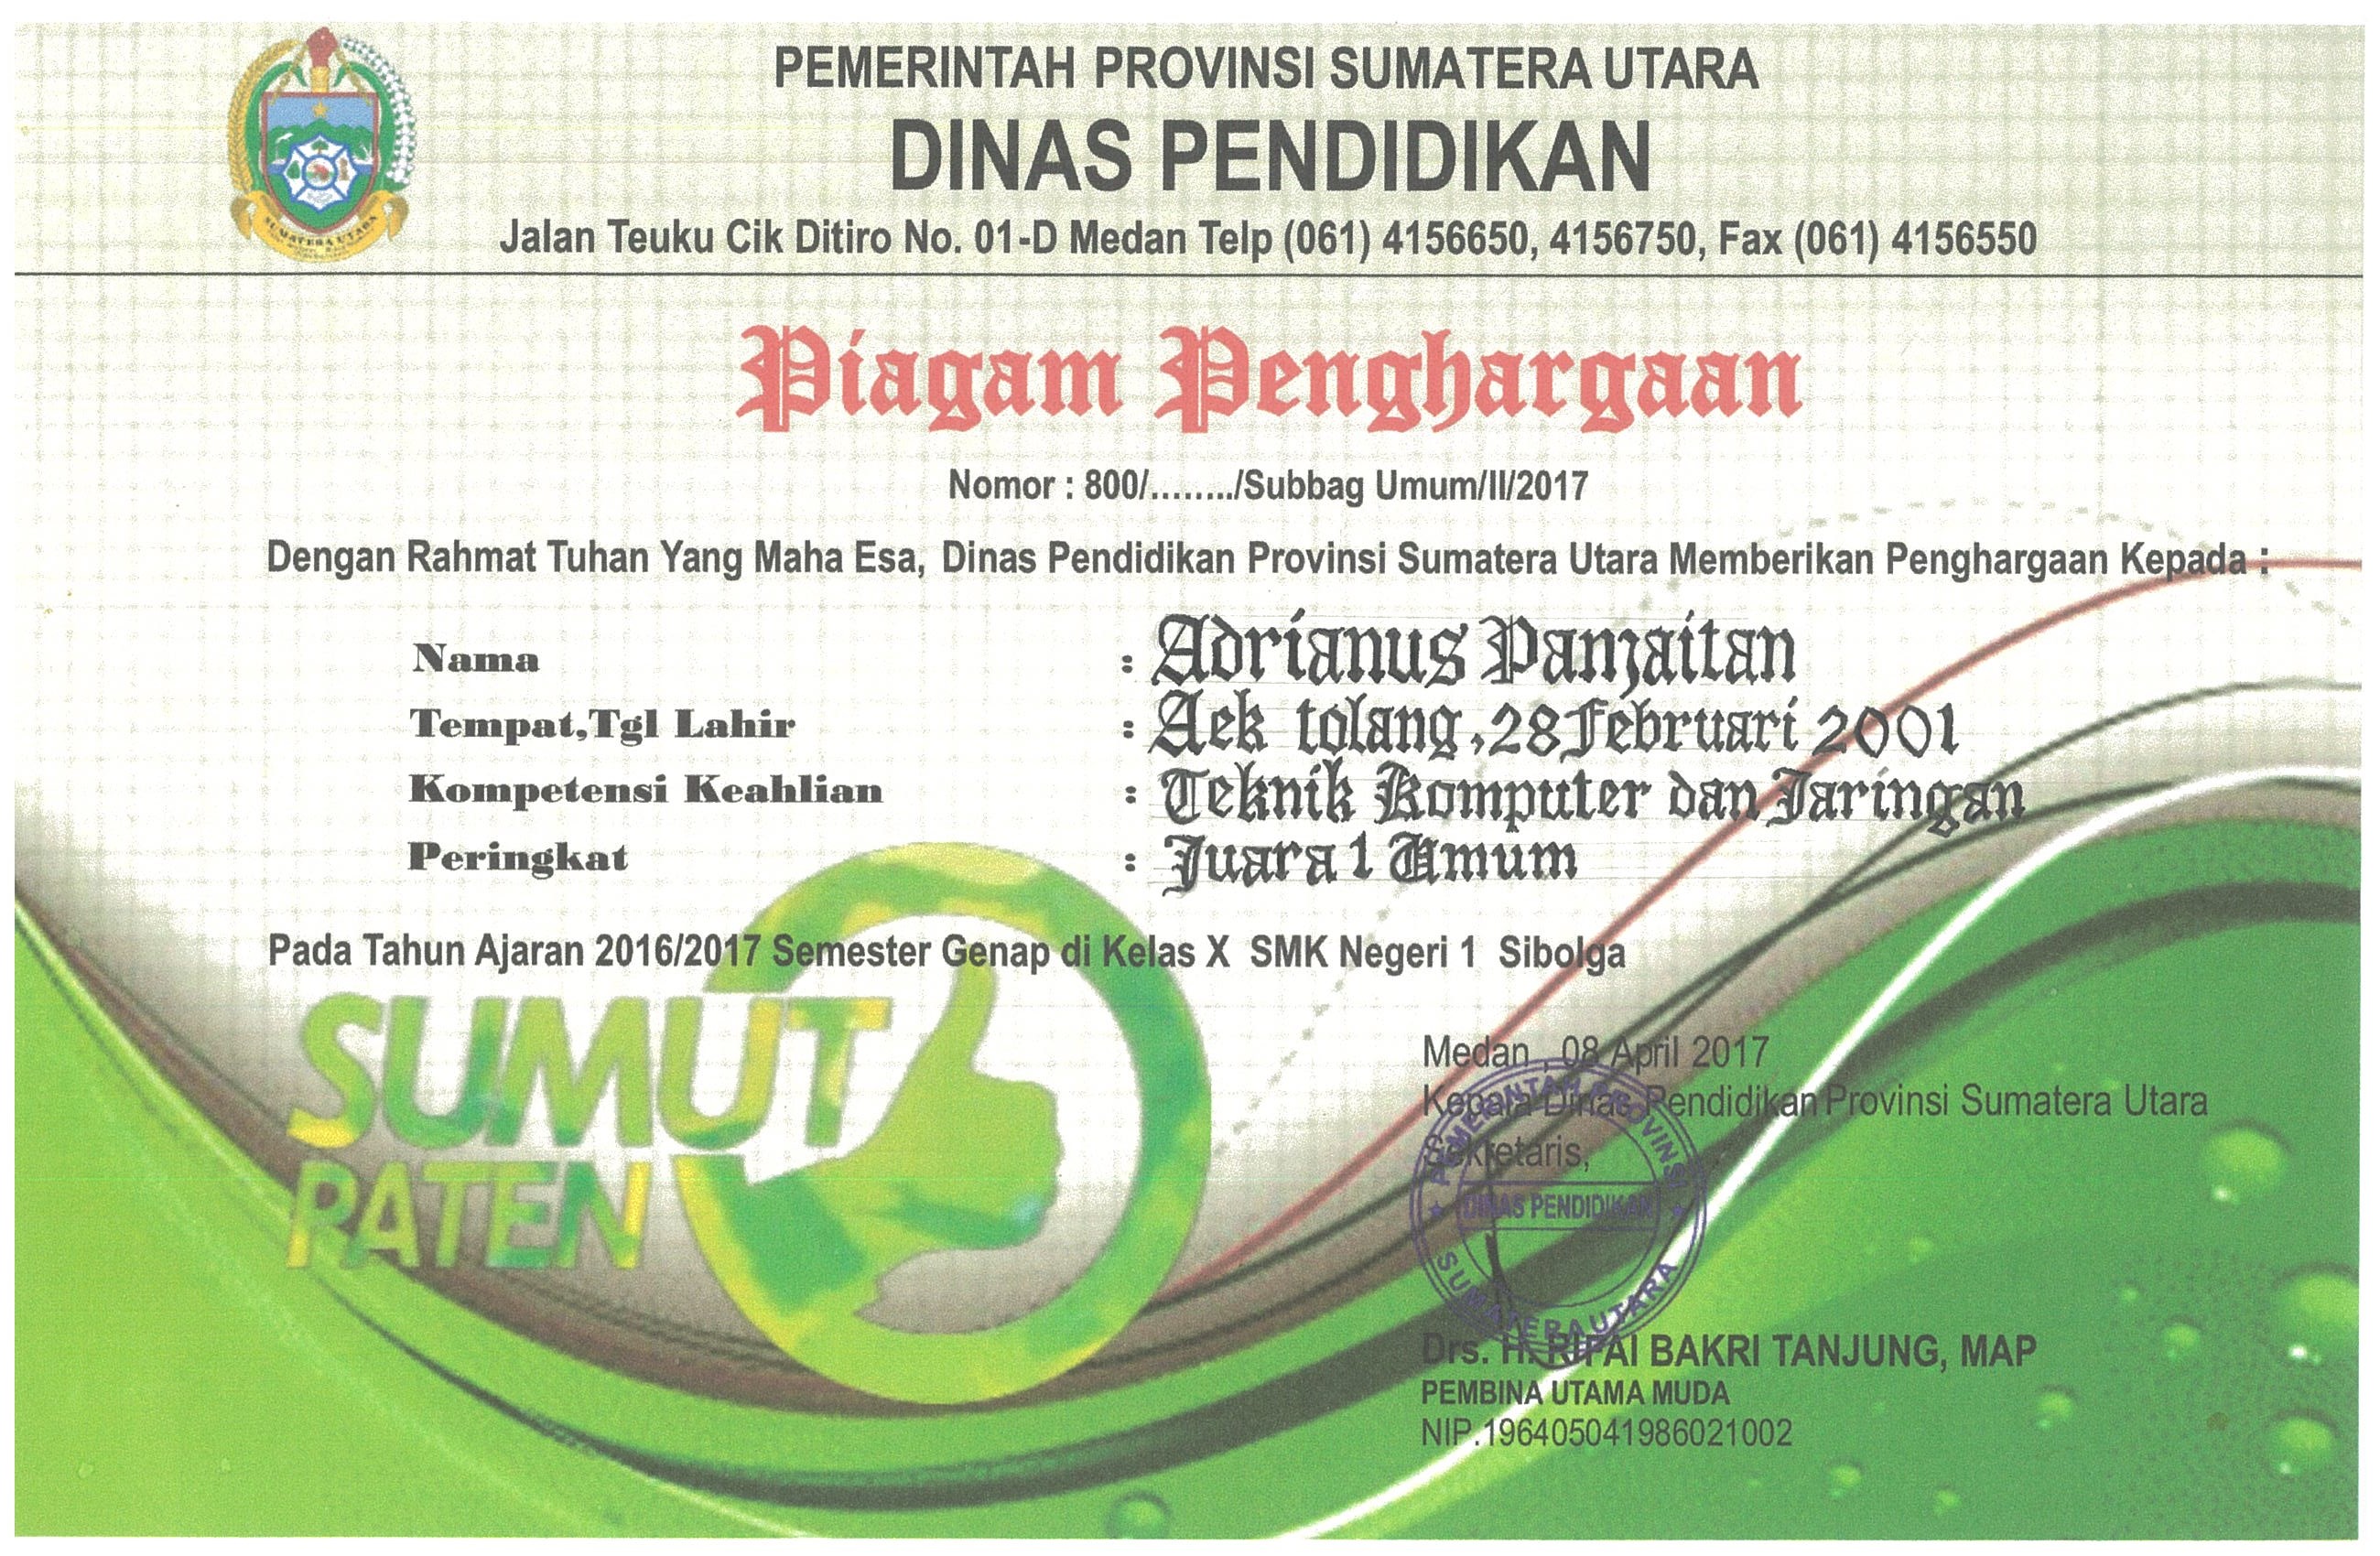 PEMERINTAH PROVINSI SUMATERA UTARA
DINAS PENDIDIKAN
Jalan Teuku Cik Ditiro No. 01-D Medan Telp (061) 4156650, 4156750, Fax (061) 4156550
SUMATERA UTARA
Piagam Penghargaan
Nomor : 800/......../Subbag Umum/II/2017
Dengan Rahmat Tuhan Yang Maha Esa, Dinas Pendidikan Provinsi Sumatera Utara Memberikan Penghargaan Kepada :
Nama : Adrianus Panjaitan
Tempat,Tgl Lahir : Aek tolang, 28 Februari 2001
Kompetensi Keahlian : Teknik Komputer dan Jaringan
Peringkat : Juara 1 Umum
Pada Tahun Ajaran 2016/2017 Semester Genap di Kelas X SMK Negeri 1 Sibolga
SUMUT
PATEN
Medan , 08 April 2017
Kepala Dinas Pendidikan Provinsi Sumatera Utara
Sekretaris,
PEMERINTAH PROVINSI
DINAS PENDIDIKAN
SUMATERA UTARA
Drs. H. RIFAI BAKRI TANJUNG, MAP
PEMBINA UTAMA MUDA
NIP.196405041986021002